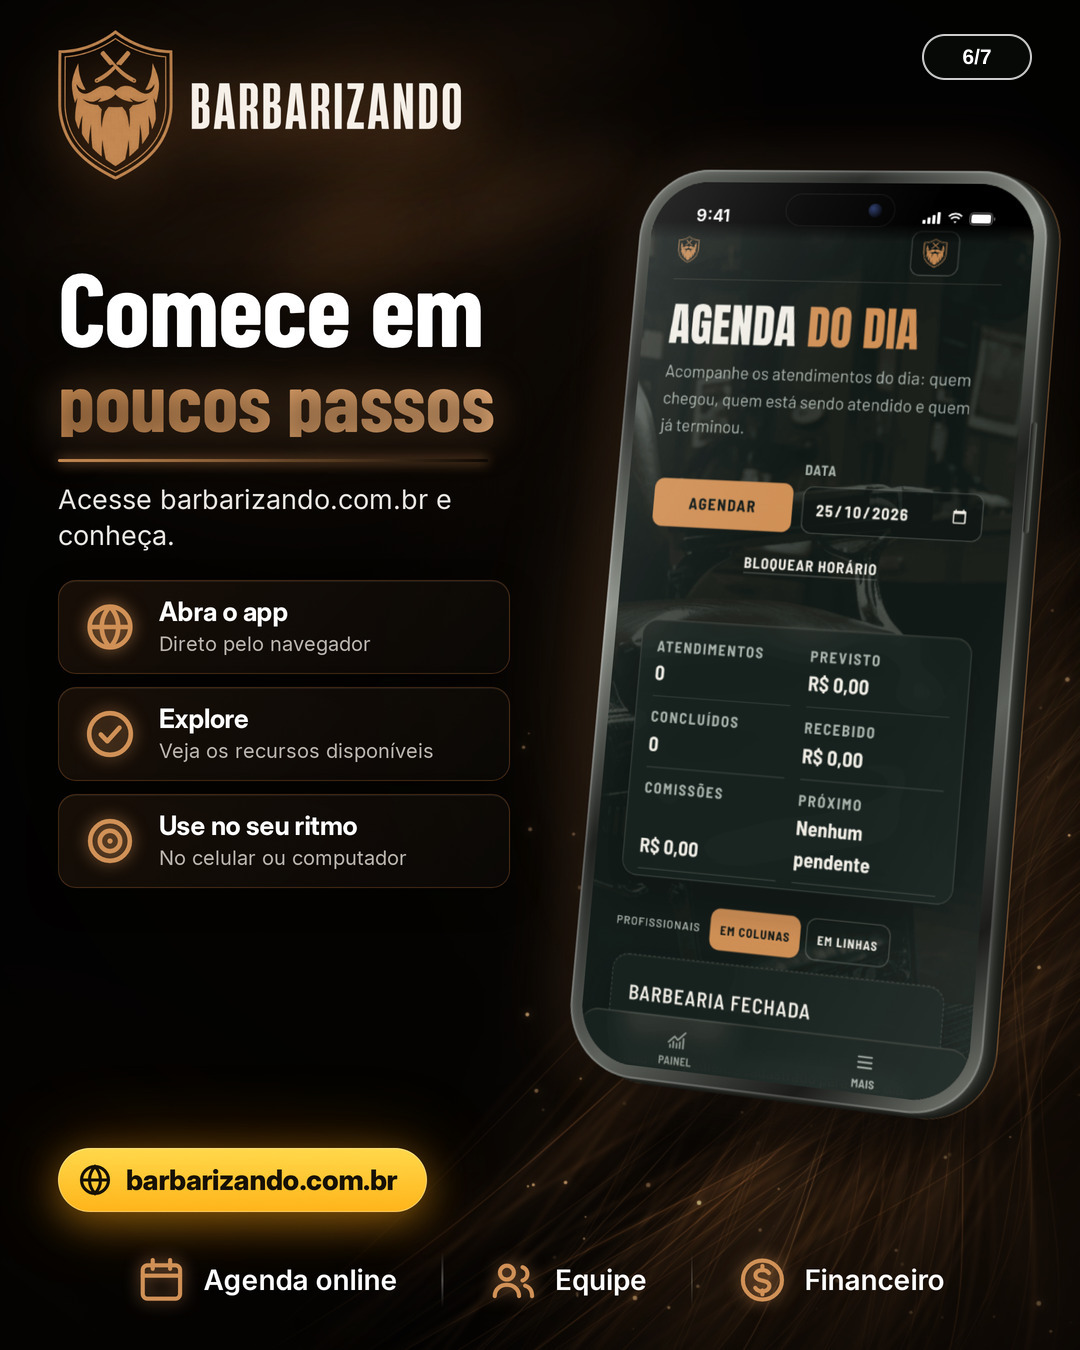 BARBARIZANDO
6/7
Comece em
poucos passos
Acesse barbarizando.com.br e
conheça.
Abra o app
Direto pelo navegador
Explore
Veja os recursos disponíveis
Use no seu ritmo
No celular ou computador
9:41
AGENDA DO DIA
Acompanhe os atendimentos do dia: quem
chegou, quem está sendo atendido e quem
já terminou.
DATA
AGENDAR
25/10/2026
BLOQUEAR HORÁRIO
ATENDIMENTOS
0
PREVISTO
R$ 0,00
CONCLUÍDOS
0
RECEBIDO
R$ 0,00
COMISSÕES
R$ 0,00
PRÓXIMO
Nenhum
pendente
PROFISSIONAIS
EM COLUNAS
EM LINHAS
BARBEARIA FECHADA
PAINEL
MAIS
barbarizando.com.br
Agenda online
Equipe
Financeiro